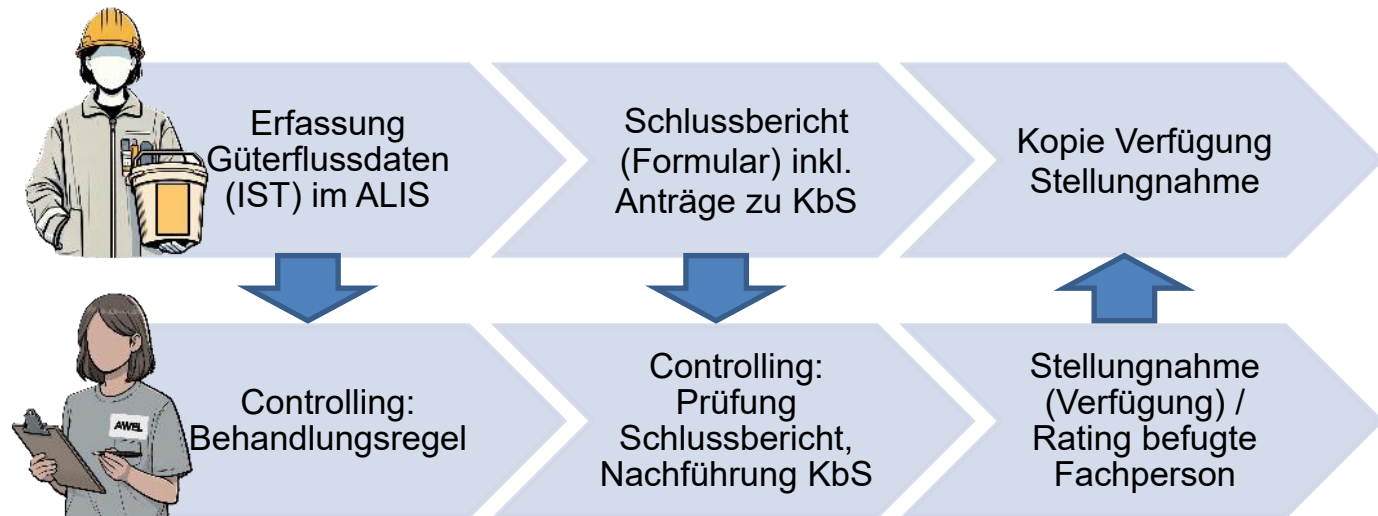 Erfassung
Güterflussdaten
(IST) im ALIS
Schlussbericht
(Formular) inkl.
Anträge zu KbS
Kopie Verfügung
Stellungnahme
AWEL
Controlling:
Behandlungsregel
Controlling:
Prüfung
Schlussbericht,
Nachführung KbS
Stellungnahme
(Verfügung) /
Rating befugte
Fachperson